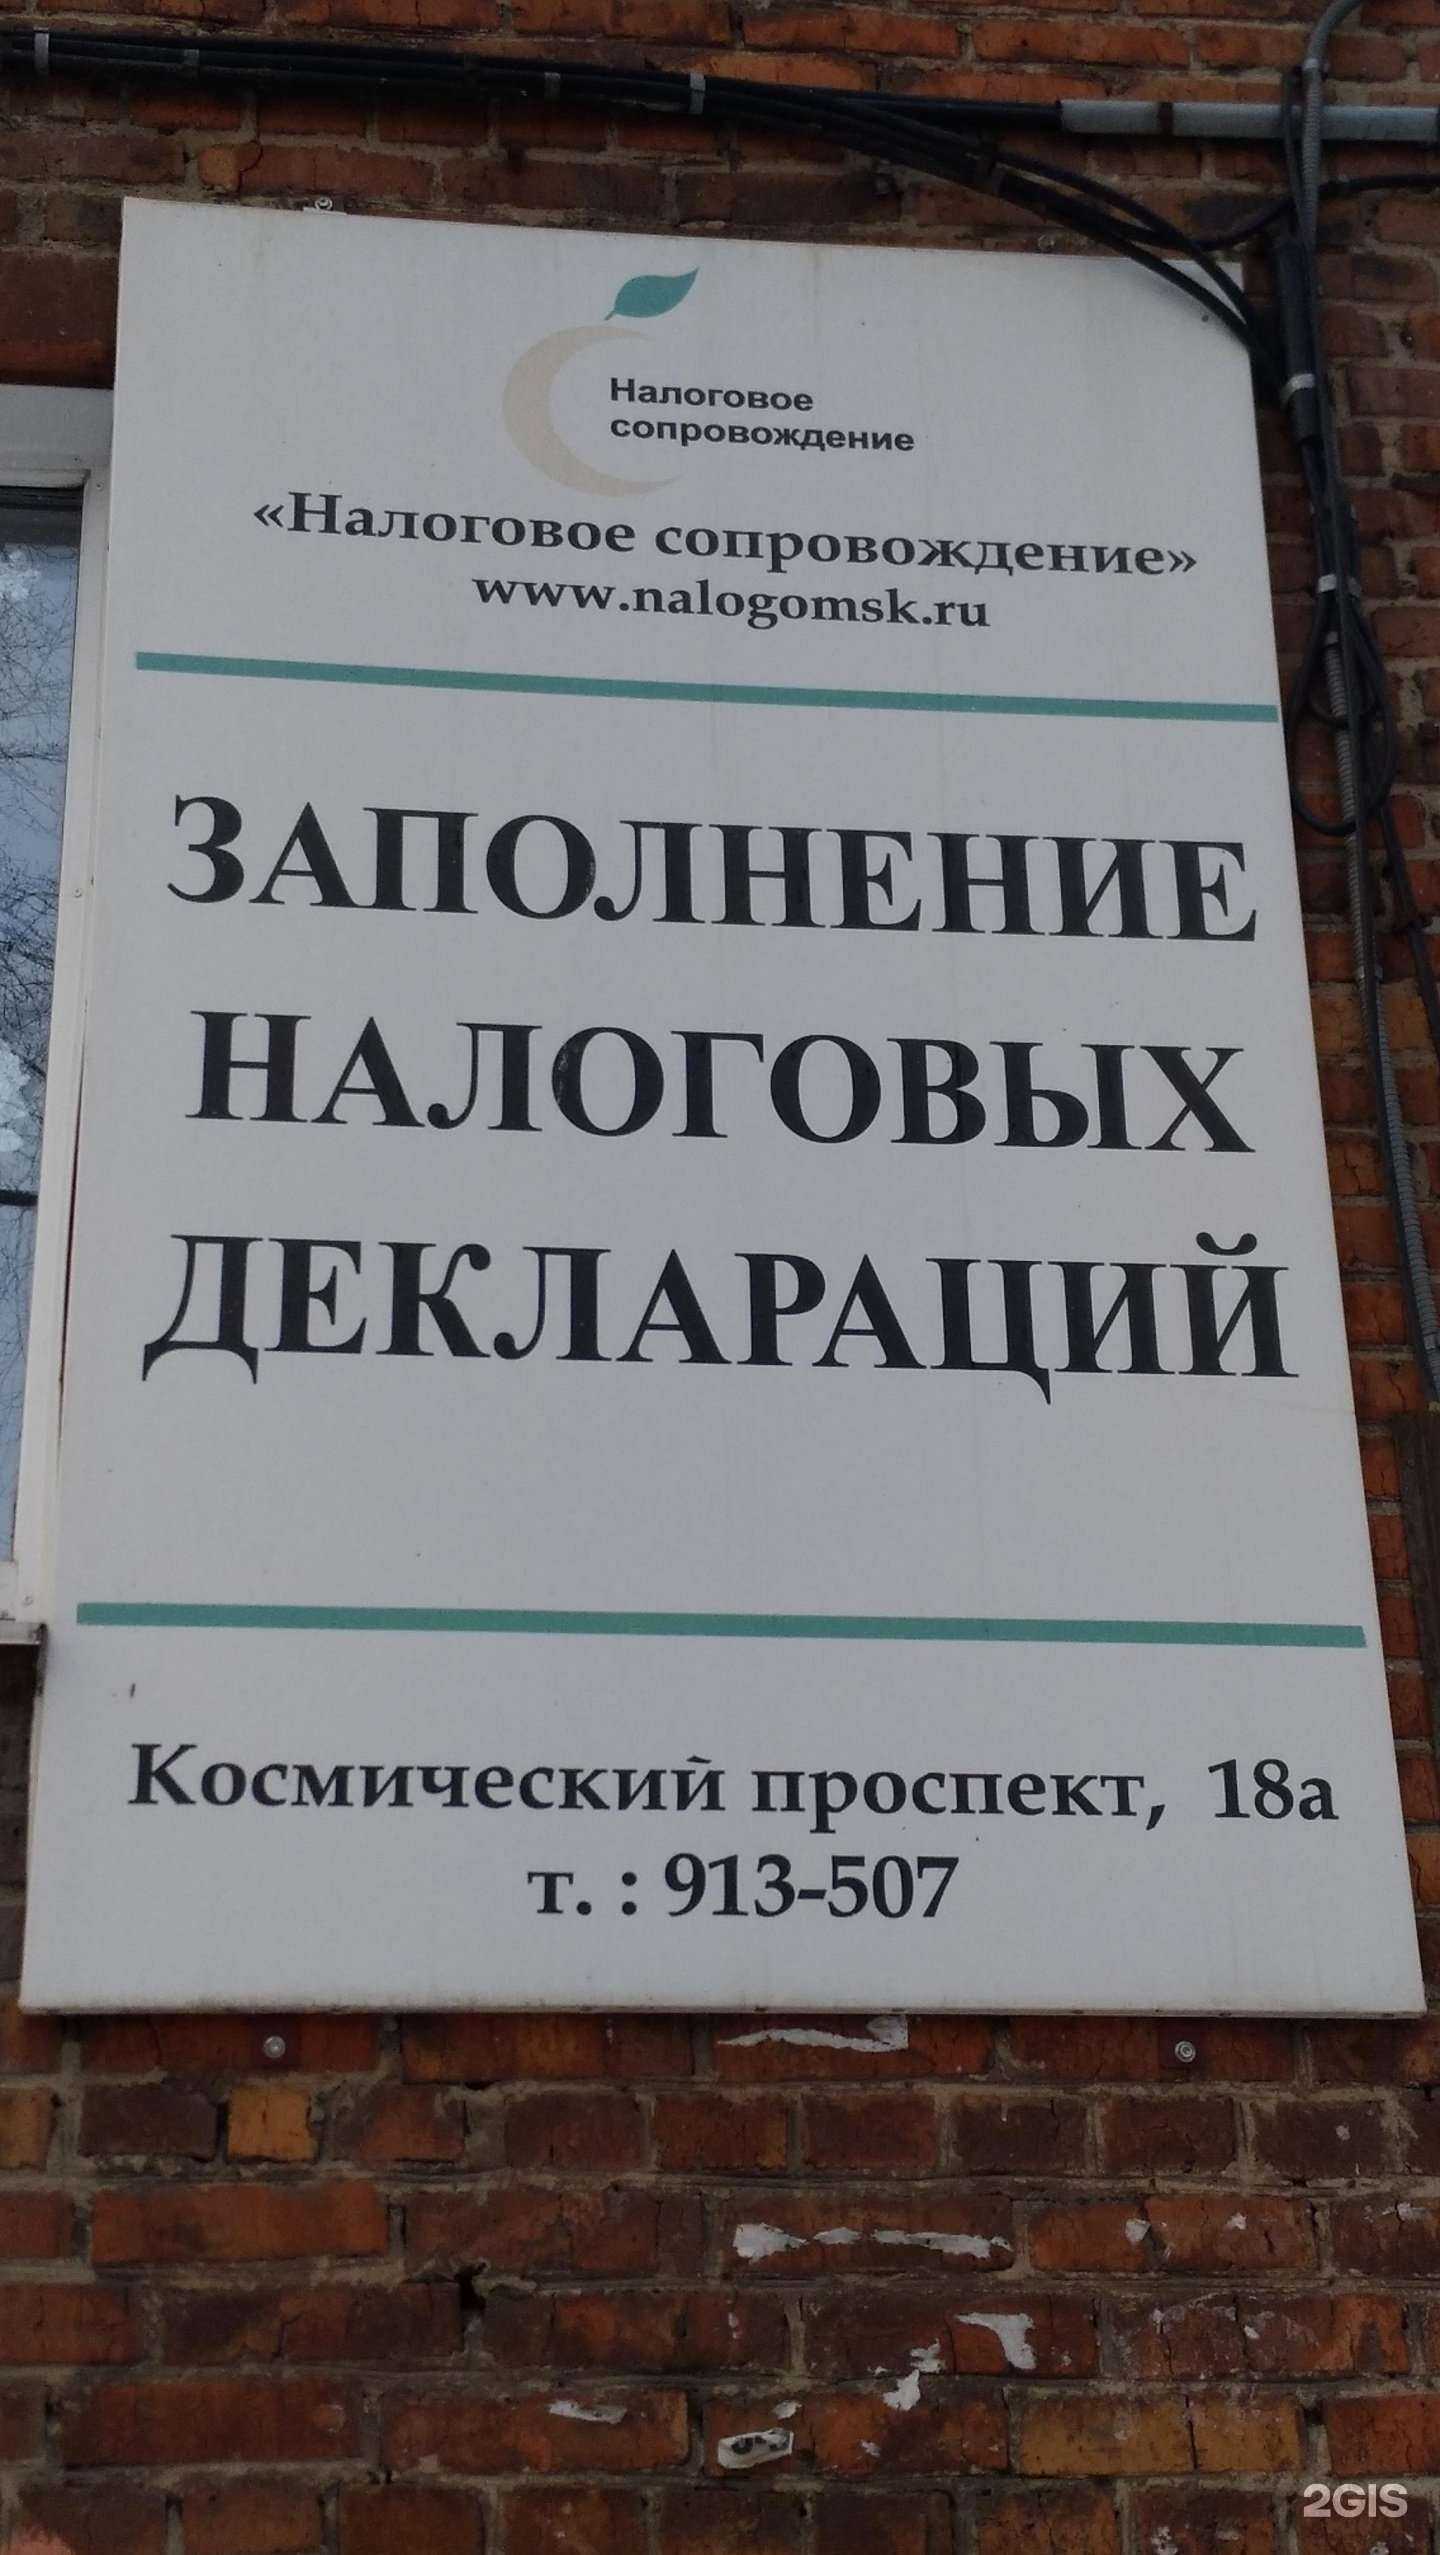 Налоговое
сопровождение
«Налоговое сопровождение»
www.nalogomsk.ru
ЗАПОЛНЕНИЕ
НАЛОГОВЫХ
ДЕКЛАРАЦИЙ
Космический проспект, 18а
т. : 913-507
2GIS